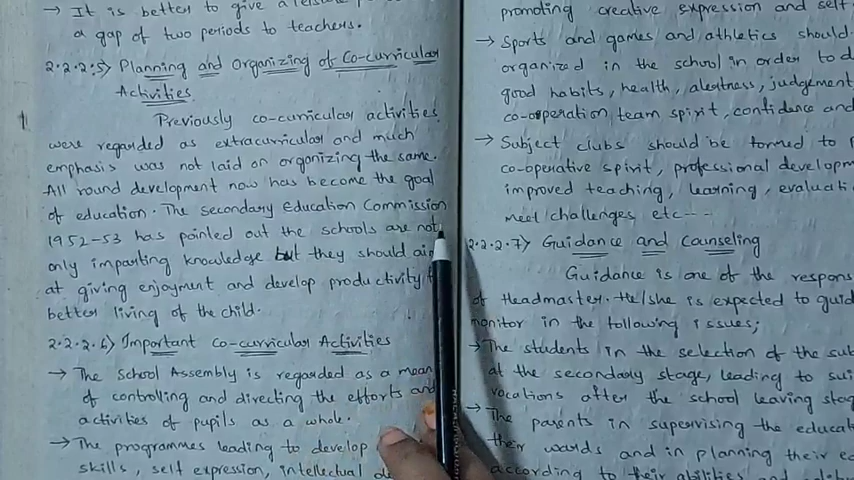 → It is better to give a leisure
a gap of two periods to teachers.
2.2.2.5) Planning and Organizing of Co-curricular
Activities
Previously co-curricular activities
were regarded as extracurricular and much
emphasis was not laid on organizing the same.
All round development now has become the goal
of education. The secondary Education Commission
1952-53 has pointed out the schools are not
only imparting knowledge but they should
at giving enjoyment and develop productivity
better living of the child.
2.2.2.6) Important co-curricular Activities
→ The School Assembly is regarded as a mean
of controlling and directing the efforts and
activities of pupils as a whole.
→ The programmes leading to develop
skills, self expression, intellectual
promoting creative expression and self
→ Sports and games and athletics should
organized in the school in order to
good habits, health, alertness, judgement
co-operation team spirit, confidence and
→ Subject clubs should be formed to
co-operative spirit, professional
improved teaching, learning,
meet challenges etc----
2.2.2.7) Guidance and Counseling
Guidance is one of the
of Headmaster. He/she is expected to
monitor in the following issues;
→ The students in the selection of the
at the secondary stage, leading to
vocations after the school leaving
→ The parents in supervising the
their wards and in planning their
according to their abilities and